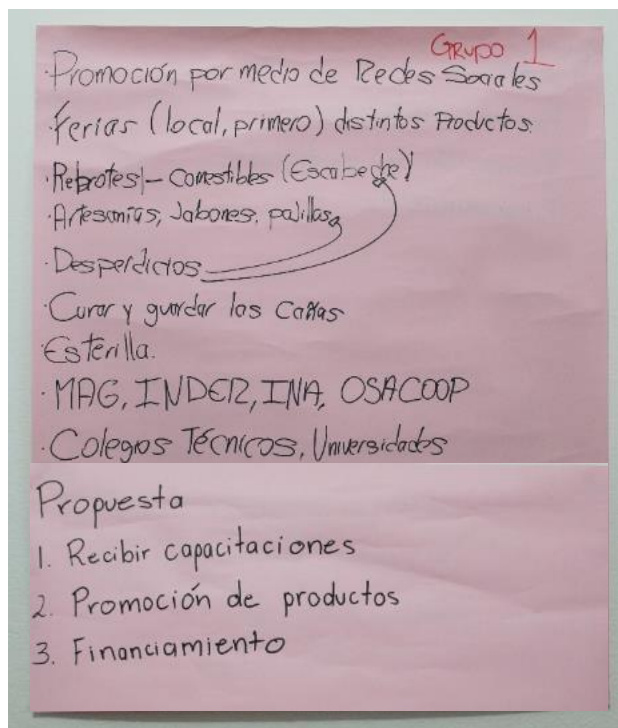 Grupo 1
·Promoción por medio de Redes Sociales
·Ferias (local, primero) distintos Productos.
·Rebrotes - comestibles (Escabeche)
·Artesanías, Jabones, palillos
·Desperdicios
·Curar y guardar las Cañas
·Esterilla.
·MAG, INDER, INA, OSACOOP
·Colegios Técnicos, Universidades
Propuesta
1. Recibir capacitaciones
2. Promoción de productos
3. Financiamiento